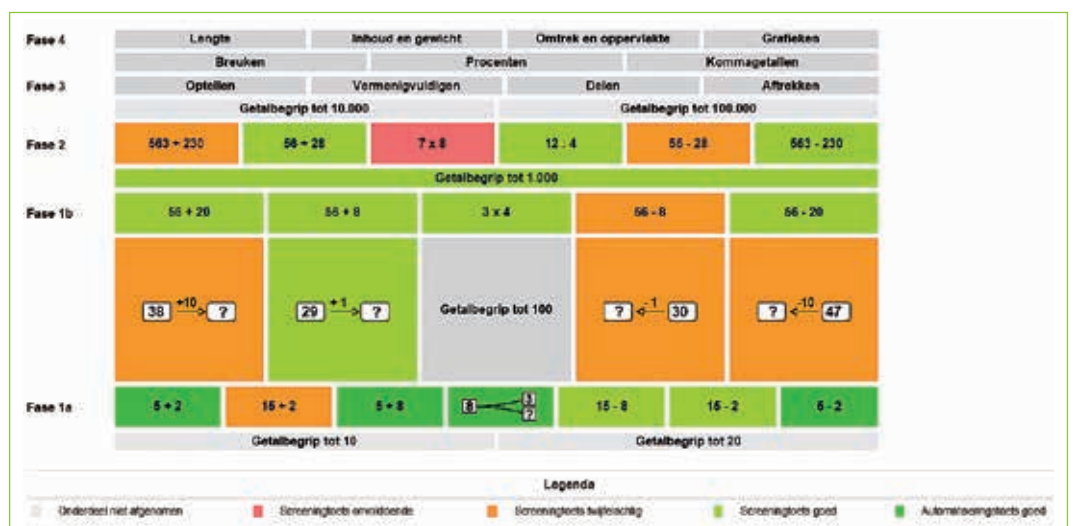 Fase 4 Lengte Inhoud en gewicht Omtrek en oppervlakte Grafieken
Breuken Procenten Kommagetallen
Fase 3 Optellen Vermenigvuldigen Delen Aftrekken
Getalbegrip tot 10.000 Getalbegrip tot 100.000
Fase 2 563 + 230 56 + 28 7 x 8 12 : 4 56 - 28 563 - 230
Getalbegrip tot 1.000
Fase 1b 56 + 20 56 + 8 3 x 4 56 - 8 56 - 20
38 +10 ? 29 +1 ? Getalbegrip tot 100 ? -1 30 ? -10 47
Fase 1a 5 + 2 15 + 2 5 + 8 8 3 ? 15 - 8 15 - 2 5 - 2
Getalbegrip tot 10 Getalbegrip tot 20
Legenda
Onderdeel niet afgenomen Screeningtoets onvoldoende Screeningtoets twijfelachtig Screeningtoets goed Automatiseringstoets goed